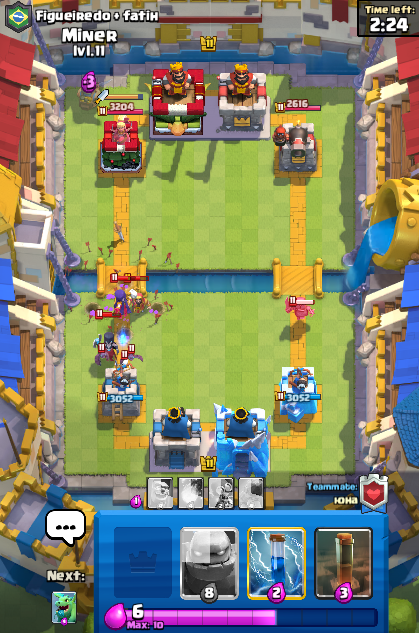 Figueiredo + fatih
Miner
lvl.11
Time left:
2:24
3204
2616
3052
3052
Teammate:
юна
...
Next:
8
2
3
6
Max: 10